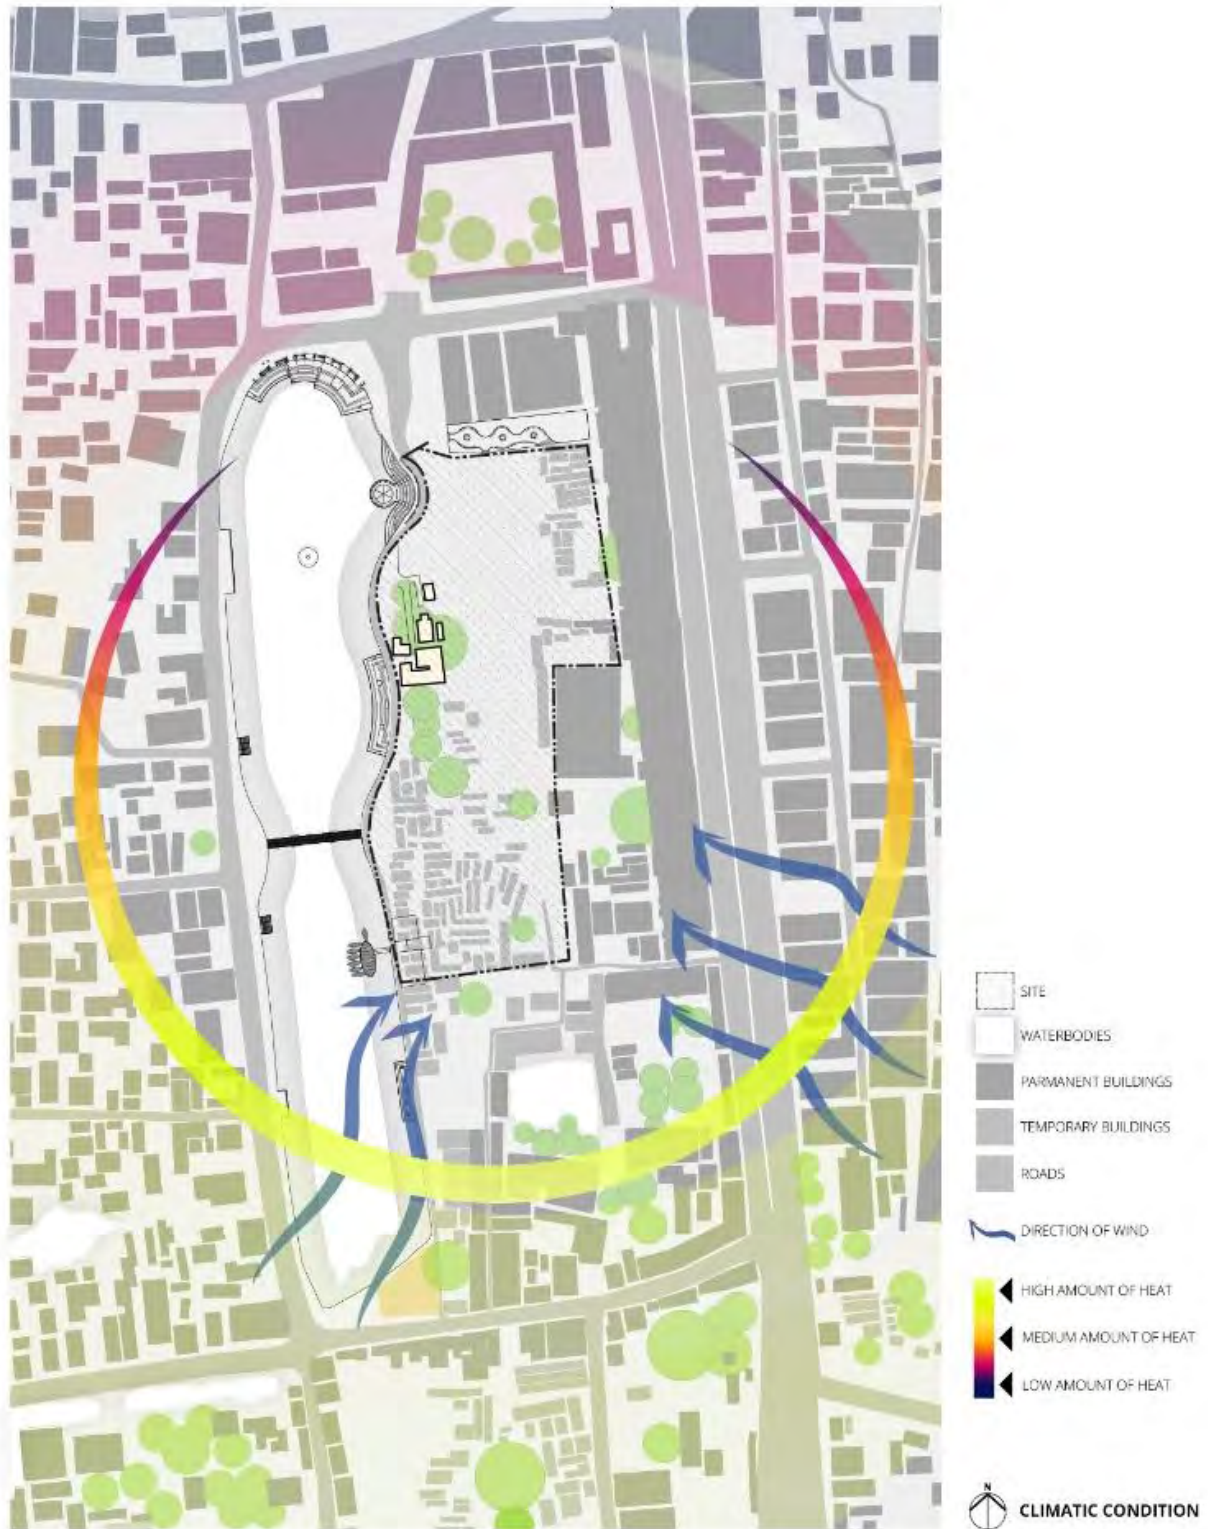 SITE
WATERBODIES
PARMANENT BUILDINGS
TEMPORARY BUILDINGS
ROADS
DIRECTION OF WIND
HIGH AMOUNT OF HEAT
MEDIUM AMOUNT OF HEAT
LOW AMOUNT OF HEAT
N
CLIMATIC CONDITION